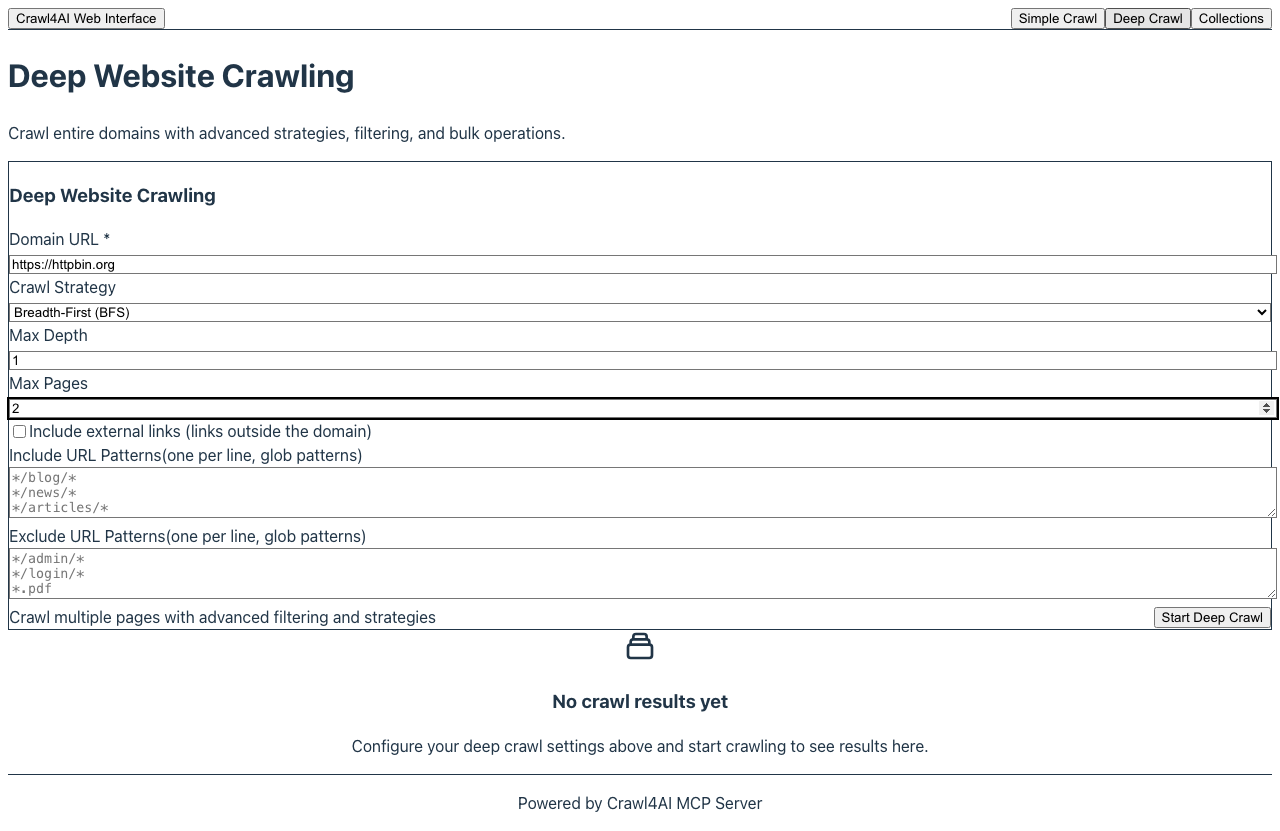 Crawl4AI Web Interface
Simple Crawl
Deep Crawl
Collections
Deep Website Crawling
Crawl entire domains with advanced strategies, filtering, and bulk operations.
Deep Website Crawling
Domain URL *
https://httpbin.org
Crawl Strategy
Breadth-First (BFS)
Max Depth
1
Max Pages
2
Include external links (links outside the domain)
Include URL Patterns(one per line, glob patterns)
*/blog/*
*/news/*
*/articles/*
Exclude URL Patterns(one per line, glob patterns)
*/admin/*
*/login/*
*.pdf
Crawl multiple pages with advanced filtering and strategies
Start Deep Crawl
No crawl results yet
Configure your deep crawl settings above and start crawling to see results here.
Powered by Crawl4AI MCP Server